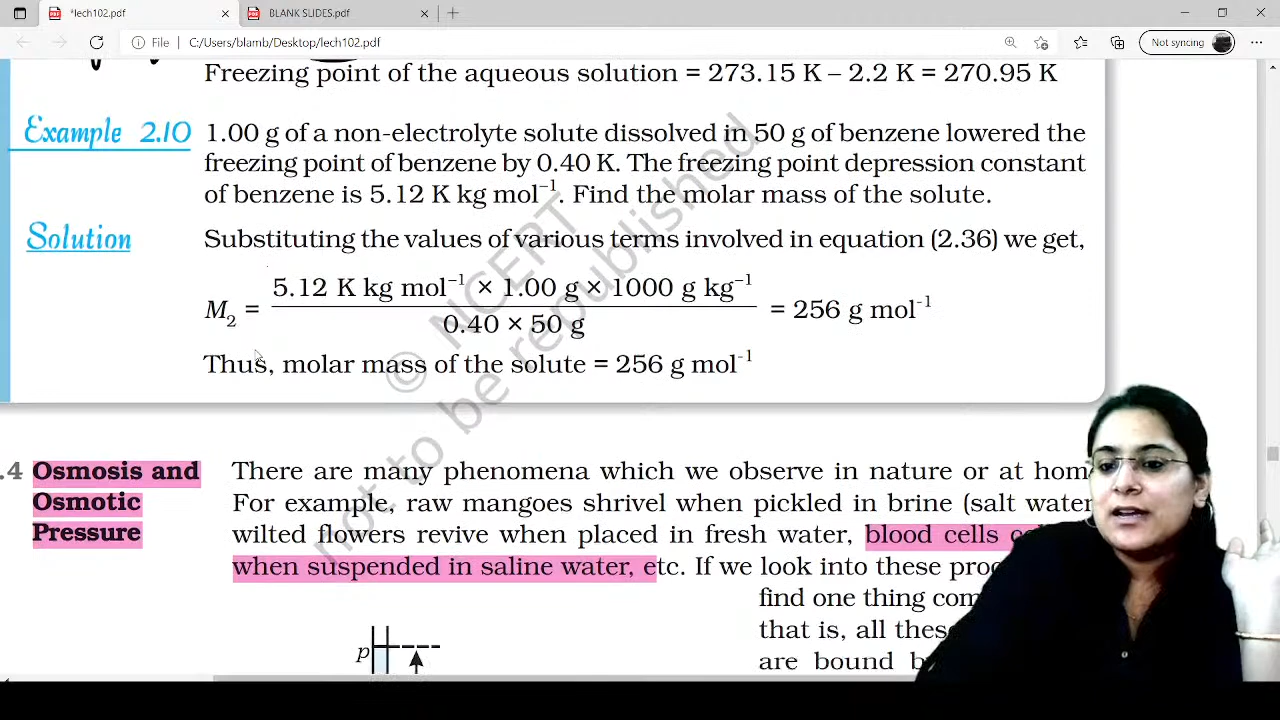 *lech102.pdf
BLANK SLIDES.pdf
File C:/Users/blamb/Desktop/lech102.pdf
Not syncing
Freezing point of the aqueous solution = 273.15 K – 2.2 K = 270.95 K
Example 2.10 1.00 g of a non-electrolyte solute dissolved in 50 g of benzene lowered the
freezing point of benzene by 0.40 K. The freezing point depression constant
of benzene is 5.12 K kg mol⁻¹. Find the molar mass of the solute.
Solution Substituting the values of various terms involved in equation (2.36) we get,
5.12 K kg mol⁻¹ × 1.00 g × 1000 g kg⁻¹
M₂ = = 256 g mol⁻¹
0.40 × 50 g
Thus, molar mass of the solute = 256 g mol⁻¹
© NCERT
not to be republished
.4 Osmosis and There are many phenomena which we observe in nature or at hom
Osmotic For example, raw mangoes shrivel when pickled in brine (salt water
Pressure wilted flowers revive when placed in fresh water, blood cells
when suspended in saline water, etc. If we look into these
find one thing
that is, all
are bound
p